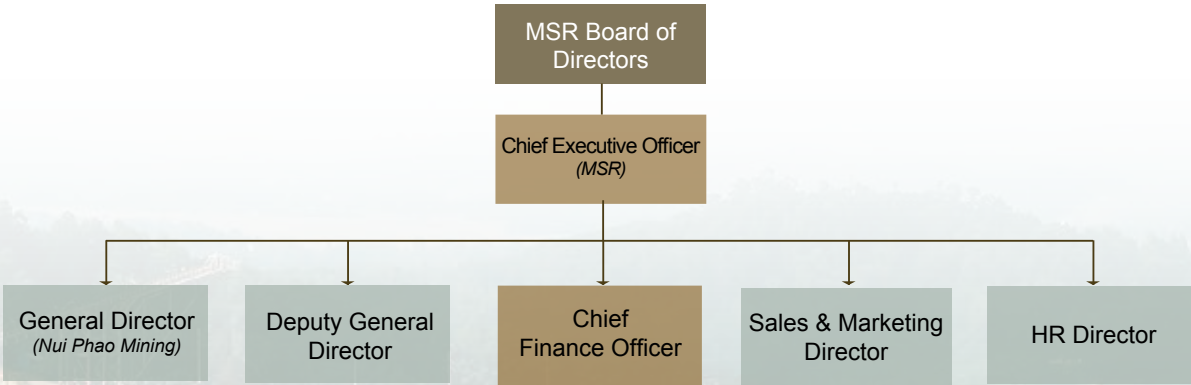 MSR Board of
Directors
Chief Executive Officer
(MSR)
General Director
(Nui Phao Mining)
Deputy General
Director
Chief
Finance Officer
Sales & Marketing
Director
HR Director